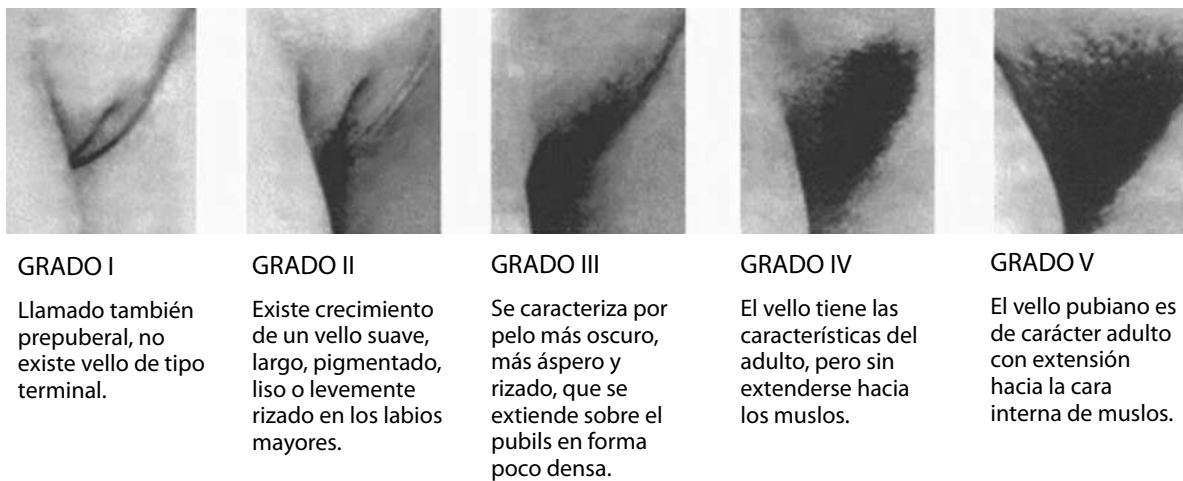 GRADO I
Llamado también
prepuberal, no
existe vello de tipo
terminal.
GRADO II
Existe crecimiento
de un vello suave,
largo, pigmentado,
liso o levemente
rizado en los labios
mayores.
GRADO III
Se caracteriza por
pelo más oscuro,
más áspero y
rizado, que se
extiende sobre el
pubils en forma
poco densa.
GRADO IV
El vello tiene las
características del
adulto, pero sin
extenderse hacia
los muslos.
GRADO V
El vello pubiano es
de carácter adulto
con extensión
hacia la cara
interna de muslos.